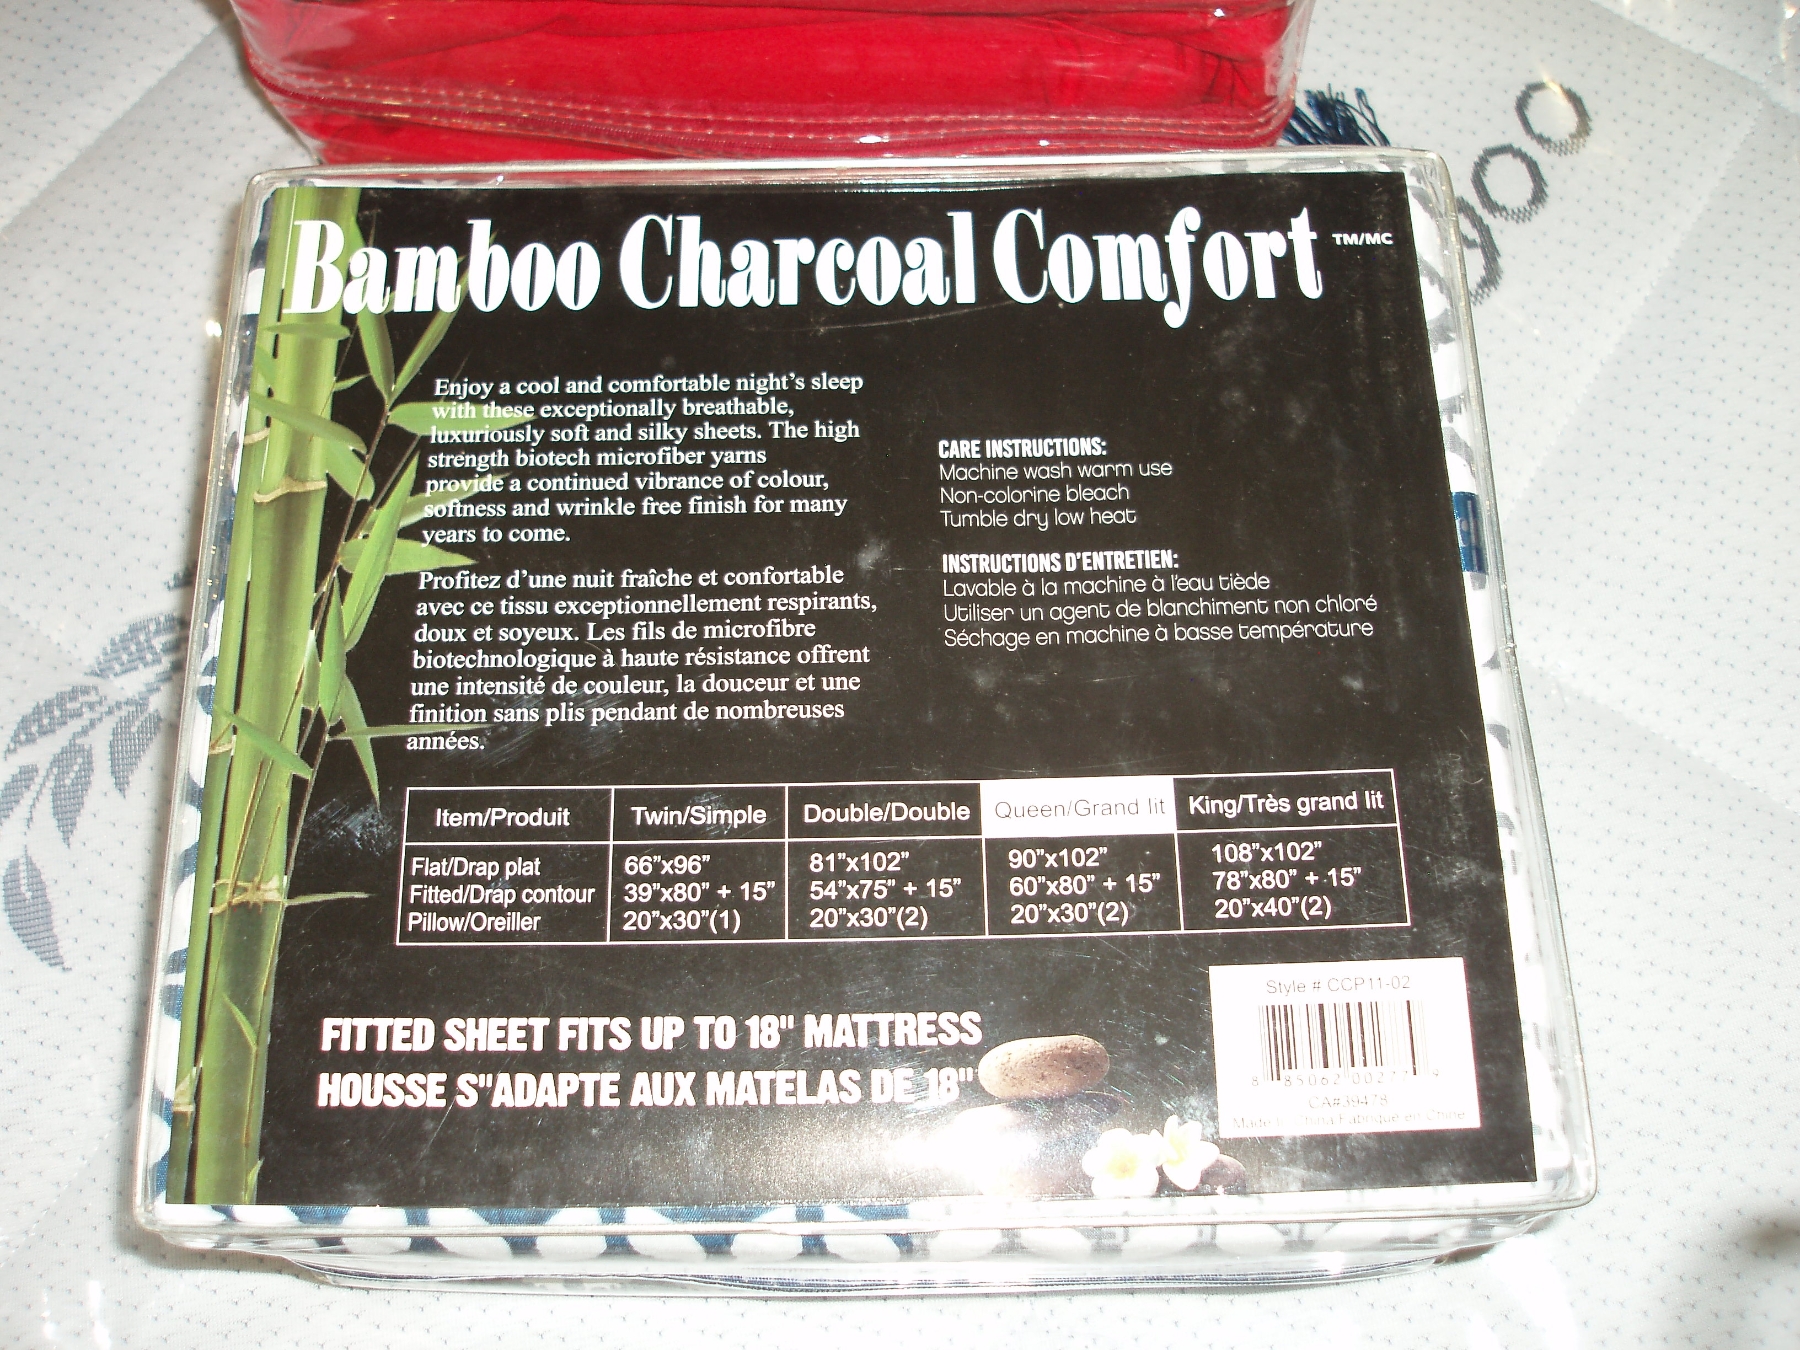 Bamboo Charcoal Comfort TM/MC
Enjoy a cool and comfortable night's sleep
with these exceptionally breathable,
luxuriously soft and silky sheets. The high
strength biotech microfiber yarns
provide a continued vibrance of colour,
softness and wrinkle free finish for many
years to come.
Profitez d'une nuit fraîche et confortable
avec ce tissu exceptionnellement respirants,
doux et soyeux. Les fils de microfibre
biotechnologique à haute résistance offrent
une intensité de couleur, la douceur et une
finition sans plis pendant de nombreuses
années.
CARE INSTRUCTIONS:
Machine wash warm use
Non-colorine bleach
Tumble dry low heat
INSTRUCTIONS D'ENTRETIEN:
Lavable à la machine à l'eau tiède
Utiliser un agent de blanchiment non chloré
Séchage en machine à basse température
Item/Produit Twin/Simple Double/Double Queen/Grand lit King/Très grand lit
Flat/Drap plat 66"x96" 81"x102" 90"x102" 108"x102"
Fitted/Drap contour 39"x80" + 15" 54"x75" + 15" 60"x80" + 15" 78"x80" + 15"
Pillow/Oreiller 20"x30"(1) 20"x30"(2) 20"x30"(2) 20"x40"(2)
FITTED SHEET FITS UP TO 18" MATTRESS
HOUSSE S"ADAPTE AUX MATELAS DE 18"
Style # CCP11-02
CA#39478
Made in China Fabriqué en Chine